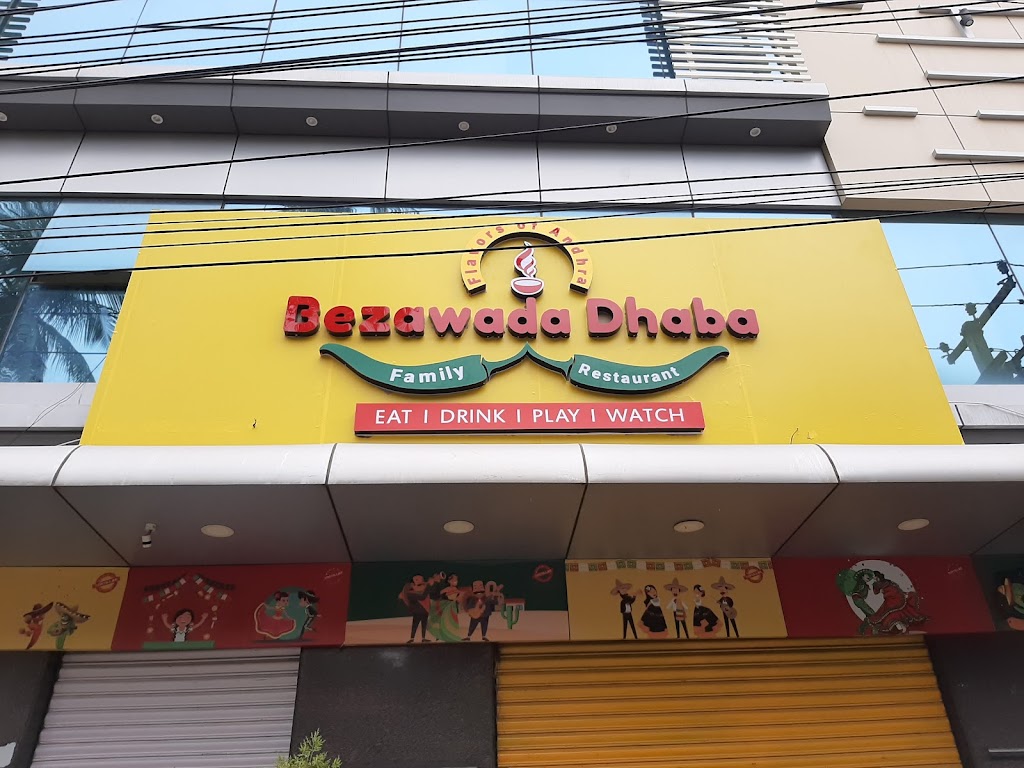 Flavors Of Andhra
Bezawada Dhaba
Family Restaurant
EAT I DRINK I PLAY I WATCH